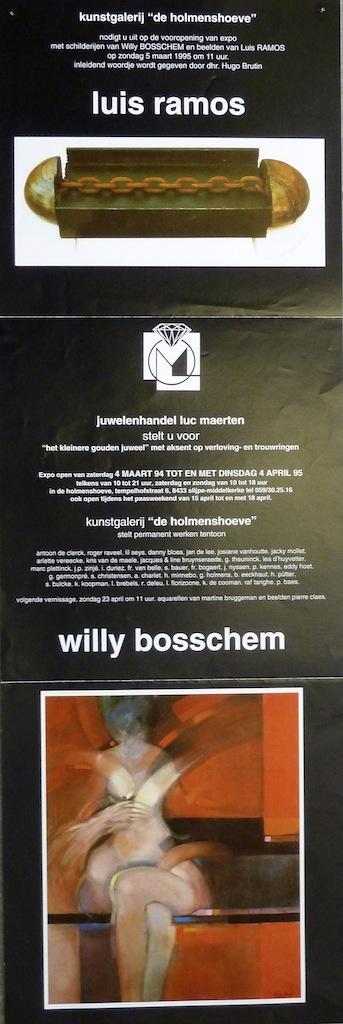 kunstgalerij "de holmenshoeve"
nodigt u uit op de vooropening van expo
met schilderijen van Willy BOSSCHEM en beelden van Luis RAMOS
op zondag 5 maart 1995 om 11 uur.
inleidend woordje wordt gegeven door dhr. Hugo Brutin
luis ramos
juwelenhandel luc maerten
stelt u voor
"het kleinere gouden juweel" met aksent op verloving- en trouwringen
Expo open van zaterdag 4 MAART 94 TOT EN MET DINSDAG 4 APRIL 95
telkens van 10 tot 21 uur, zaterdag en zondag van 10 tot 18 uur
in de holmenshoeve, tempelhofstraat 6, 8433 slijpe-middelkerke tel 059/30.25.16
ook open tijdens het paasweekend van 15 april tot en met 18 april.
kunstgalerij "de holmenshoeve"
stelt permanent werken tentoon
antoon de clerck, roger raveel, lil seys, danny bloes, jan de lee, josiane vanhoutte, jacky mollet,
arlette vereecke, kris van de maele, jacques & line bruynseraede, g. theuninck, lea d'huyvetter,
marc plettinck, j.p. zinjé, i. duriez, fr. van belle, s. bauer, fr. bogaert, j. nyssen, p. kennes, eddy hoet,
g. germonpré, s. christensen, a. charlet, h. minnebo, g. holmens, b. eeckhaut, h. pütter,
s. bulcke, k. koopman, l. brebels, r. deleu, l. florizoone, k. de cooman, raf tanghe, p. baes.
volgende vernissage, zondag 23 april om 11 uur. aquarellen van martine bruggeman en beelden pierre claes.
willy bosschem